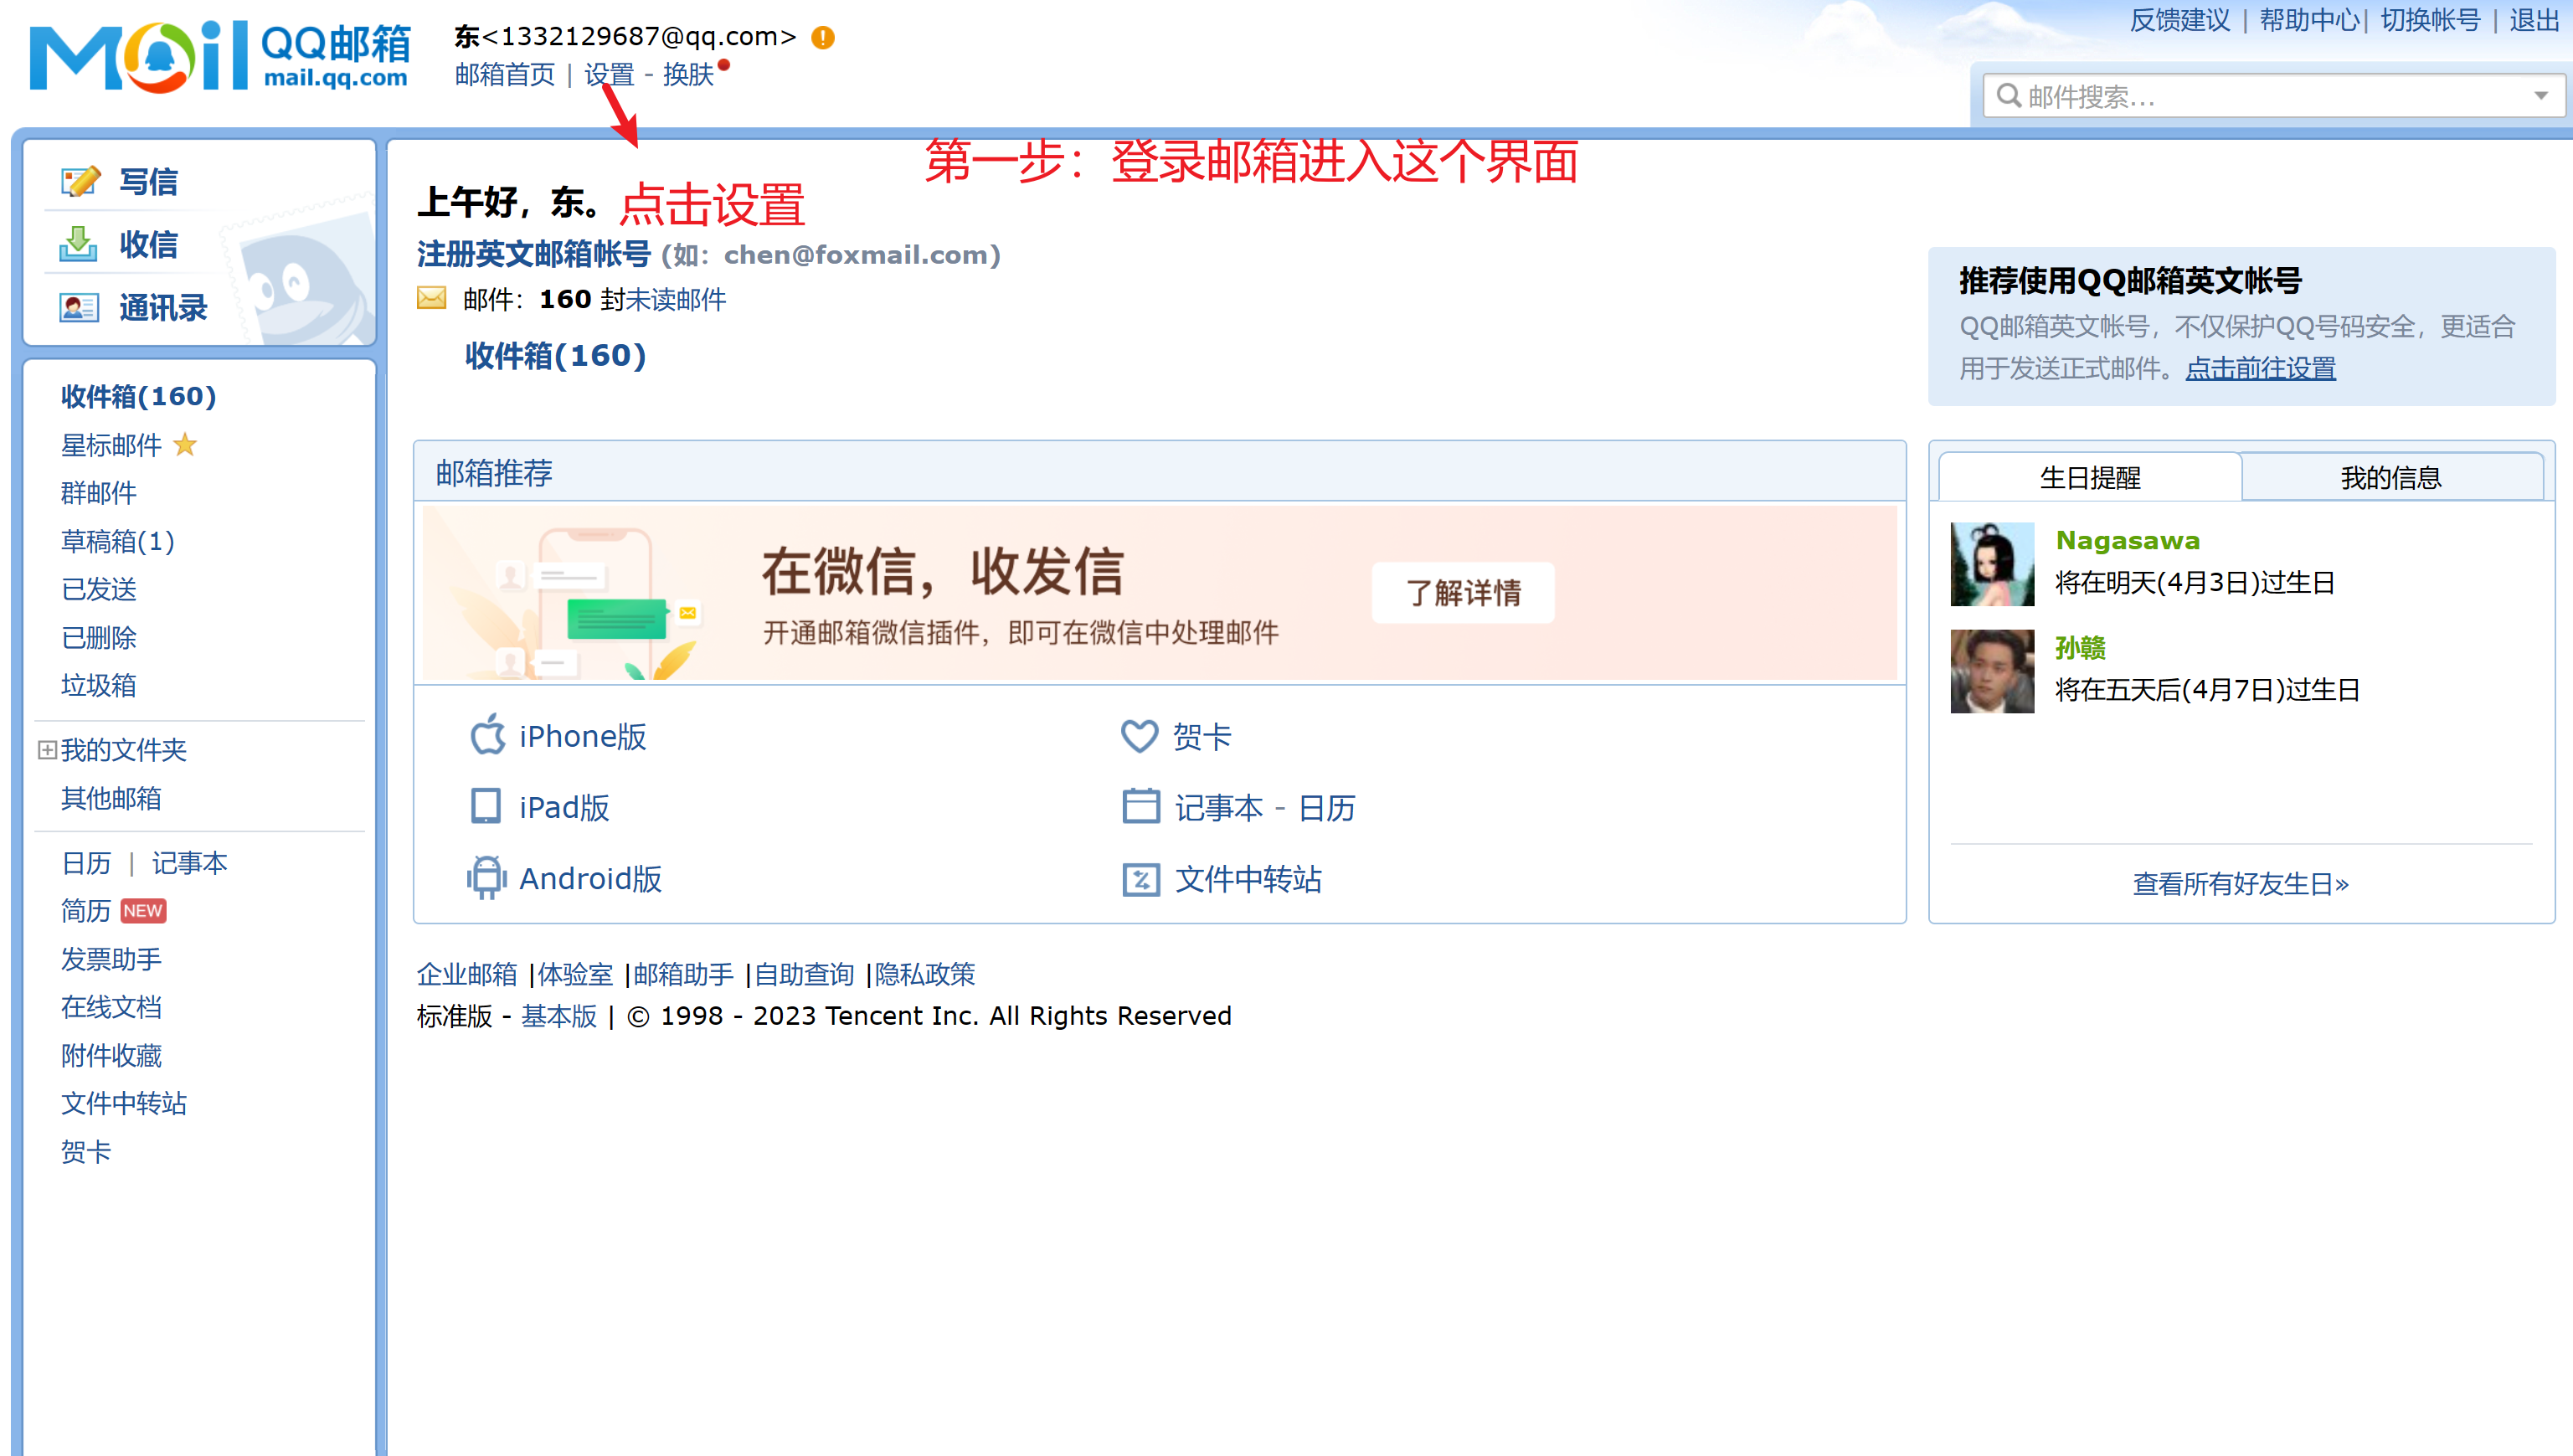 Mail QQ邮箱
mail.qq.com
东<1332129687@qq.com> !
邮箱首页 | 设置 - 换肤
反馈建议 | 帮助中心 | 切换帐号 | 退出
邮件搜索...
第一步：登录邮箱进入这个界面
点击设置
写信
收信
通讯录
收件箱(160)
星标邮件
群邮件
草稿箱(1)
已发送
已删除
垃圾箱
我的文件夹
其他邮箱
日历 | 记事本
简历 NEW
发票助手
在线文档
附件收藏
文件中转站
贺卡
上午好，东。
注册英文邮箱帐号 (如：chen@foxmail.com)
邮件：160 封未读邮件
收件箱(160)
推荐使用QQ邮箱英文帐号
QQ邮箱英文帐号，不仅保护QQ号码安全，更适合
用于发送正式邮件。点击前往设置
邮箱推荐
在微信，收发信
开通邮箱微信插件，即可在微信中处理邮件
了解详情
iPhone版
贺卡
iPad版
记事本 - 日历
Android版
文件中转站
生日提醒
我的信息
Nagasawa
将在明天(4月3日)过生日
孙赣
将在五天后(4月7日)过生日
查看所有好友生日»
企业邮箱 |体验室 |邮箱助手 |自助查询 |隐私政策
标准版 - 基本版 | © 1998 - 2023 Tencent Inc. All Rights Reserved